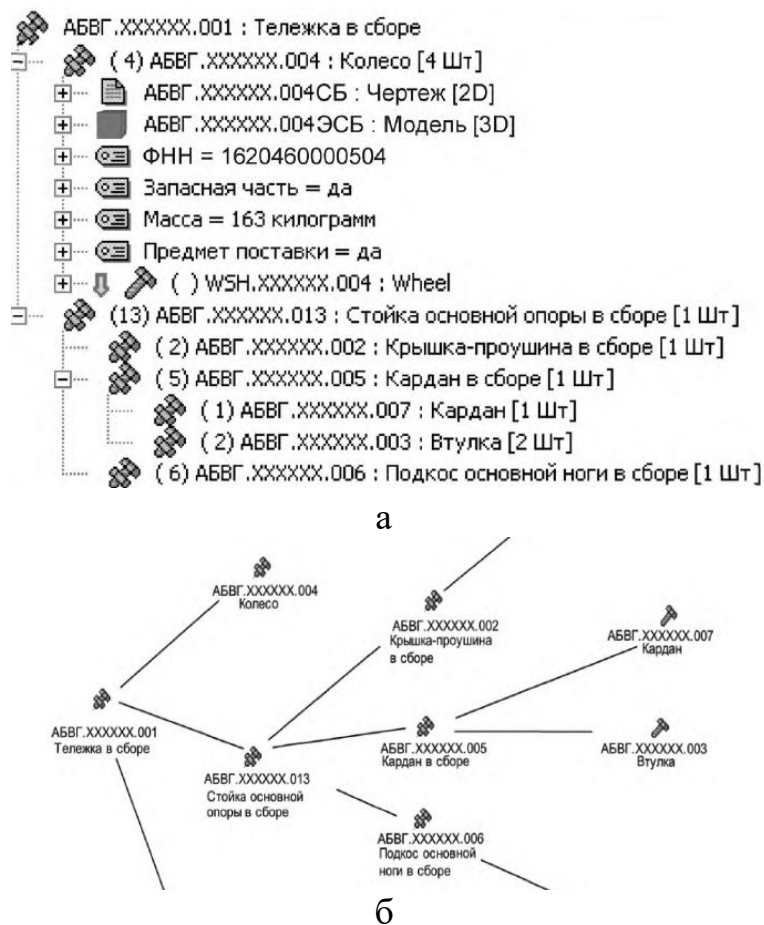 АБВГ.XXXXXX.001 : Тележка в сборе
( 4) АБВГ.XXXXXX.004 : Колесо [4 Шт]
АБВГ.XXXXXX.004СБ : Чертеж [2D]
АБВГ.XXXXXX.004ЭСБ : Модель [3D]
ФНН = 1620460000504
Запасная часть = да
Масса = 163 килограмм
Предмет поставки = да
( ) WSH.XXXXXX.004 : Wheel
(13) АБВГ.XXXXXX.013 : Стойка основной опоры в сборе [1 Шт]
( 2) АБВГ.XXXXXX.002 : Крышка-проушина в сборе [1 Шт]
( 5) АБВГ.XXXXXX.005 : Кардан в сборе [1 Шт]
( 1) АБВГ.XXXXXX.007 : Кардан [1 Шт]
( 2) АБВГ.XXXXXX.003 : Втулка [2 Шт]
( 6) АБВГ.XXXXXX.006 : Подкос основной ноги в сборе [1 Шт]
а
АБВГ.XXXXXX.004
Колесо
АБВГ.XXXXXX.002
Крышка-проушина
в сборе
АБВГ.XXXXXX.007
Кардан
АБВГ.XXXXXX.001
Тележка в сборе
АБВГ.XXXXXX.013
Стойка основной
опоры в сборе
АБВГ.XXXXXX.005
Кардан в сборе
АБВГ.XXXXXX.003
Втулка
АБВГ.XXXXXX.006
Подкос основной
ноги в сборе
б